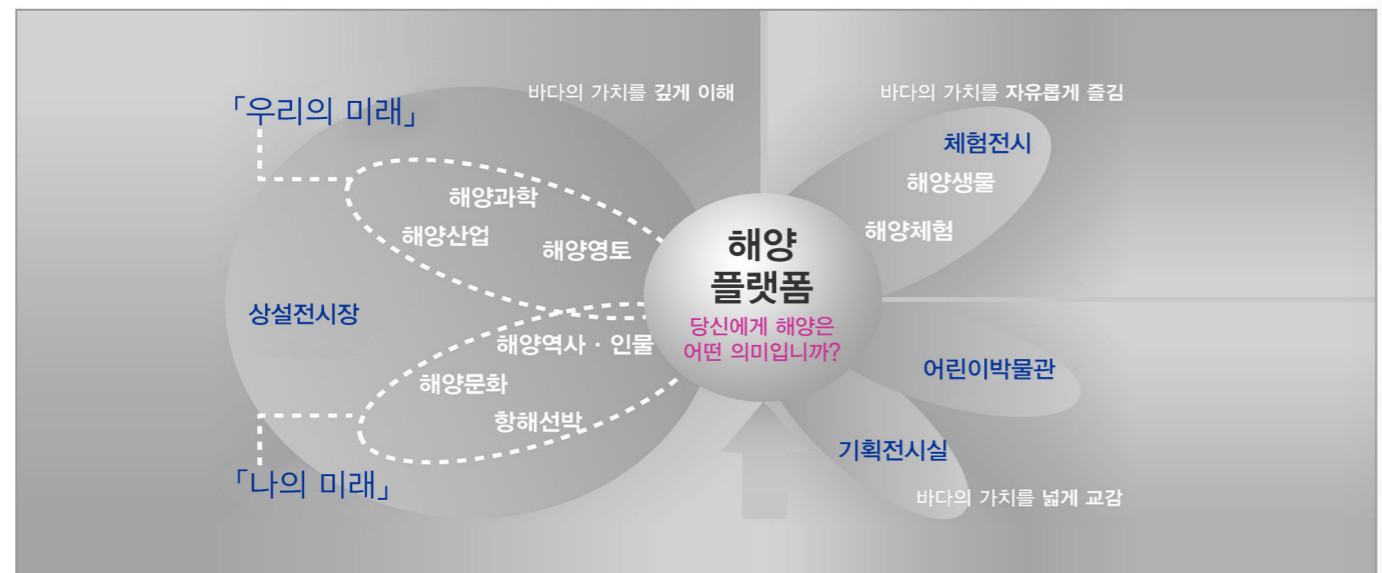 바다의 가치를 깊게 이해
「우리의 미래」
해양과학
해양산업
해양영토
상설전시장
해양역사 · 인물
해양문화
항해선박
「나의 미래」
해양
플랫폼
당신에게 해양은
어떤 의미입니까?
바다의 가치를 자유롭게 즐김
체험전시
해양생물
해양체험
어린이박물관
기획전시실
바다의 가치를 넓게 교감